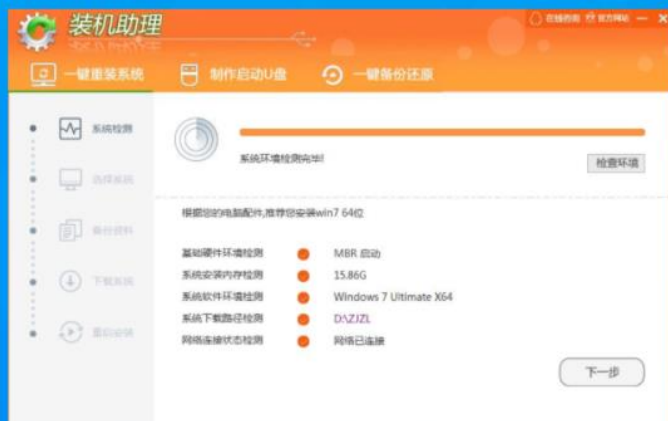 装机助理
在线咨询 官方网站
一键重装系统 制作启动U盘 一键备份还原
系统检测
选择系统
备份资料
下载系统
重启安装
系统环境检测完毕!
检查环境
根据您的电脑配件,推荐您安装win7 64位
基础硬件环境检测 MBR 启动
系统安装内存检测 15.86G
系统软件环境检测 Windows 7 Ultimate X64
系统下载路径检测 D:\ZJZL
网络连接状态检测 网络已连接
下一步